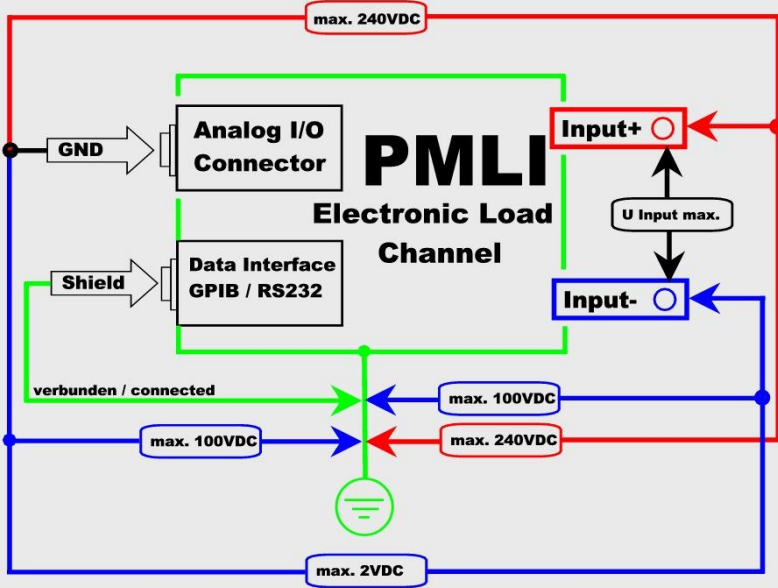 max. 240VDC
Analog I/O
Connector
GND
PMLI
Electronic Load
Channel
Input+
U Input max.
Data Interface
GPIB / RS232
Shield
Input-
verbunden / connected
max. 100VDC
max. 100VDC
max. 240VDC
max. 2VDC